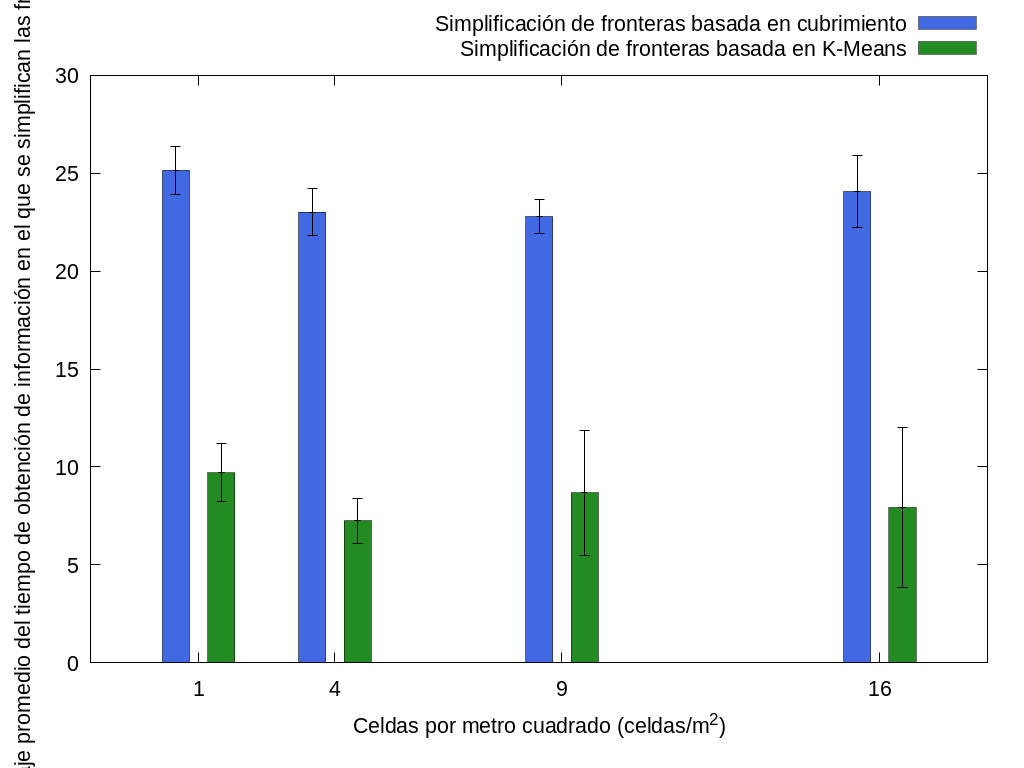 Simplificación de fronteras basada en cubrimiento
Simplificación de fronteras basada en K-Means
30
25
20
15
10
5
0
1 4 9 16
Celdas por metro cuadrado (celdas/m²)
promedio del tiempo de obtención de información en el que se simplifican las